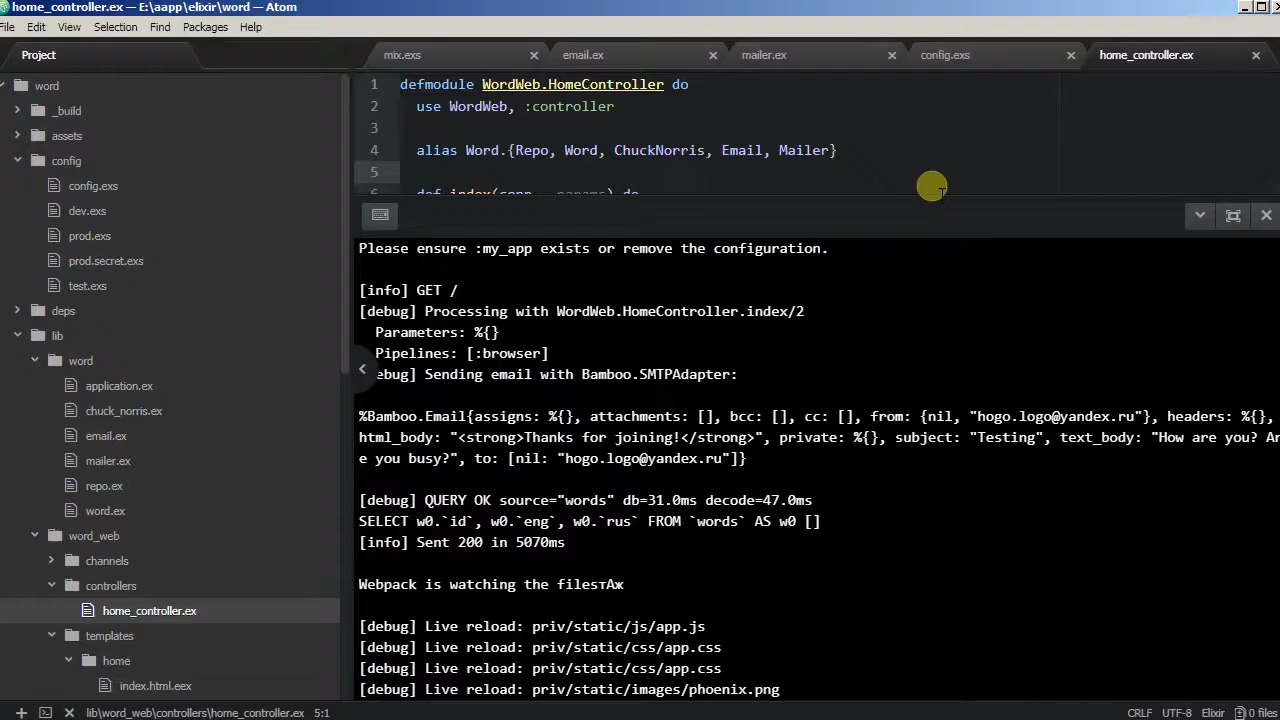 home_controller.ex — E:\aapp\elixir\word — Atom
File Edit View Selection Find Packages Help
Project
mix.exs
email.ex
mailer.ex
config.exs
home_controller.ex
word
_build
assets
config
config.exs
dev.exs
prod.exs
prod.secret.exs
test.exs
deps
lib
word
application.ex
chuck_norris.ex
email.ex
mailer.ex
repo.ex
word.ex
word_web
channels
controllers
home_controller.ex
templates
home
index.html.eex
1 defmodule WordWeb.HomeController do
2 use WordWeb, :controller
3
4 alias Word.{Repo, Word, ChuckNorris, Email, Mailer}
5
6 def index(conn, _params) do
Please ensure :my_app exists or remove the configuration.
[info] GET /
[debug] Processing with WordWeb.HomeController.index/2
Parameters: %{}
Pipelines: [:browser]
ebug] Sending email with Bamboo.SMTPAdapter:
%Bamboo.Email{assigns: %{}, attachments: [], bcc: [], cc: [], from: {nil, "hogo.logo@yandex.ru"}, headers: %{},
html_body: "<strong>Thanks for joining!</strong>", private: %{}, subject: "Testing", text_body: "How are you? Ar
e you busy?", to: [nil: "hogo.logo@yandex.ru"]}
[debug] QUERY OK source="words" db=31.0ms decode=47.0ms
SELECT w0.`id`, w0.`eng`, w0.`rus` FROM `words` AS w0 []
[info] Sent 200 in 5070ms
Webpack is watching the filesтАж
[debug] Live reload: priv/static/js/app.js
[debug] Live reload: priv/static/css/app.css
[debug] Live reload: priv/static/css/app.css
[debug] Live reload: priv/static/images/phoenix.png
lib\word_web\controllers\home_controller.ex 5:1
CRLF UTF-8 Elixir 0 files